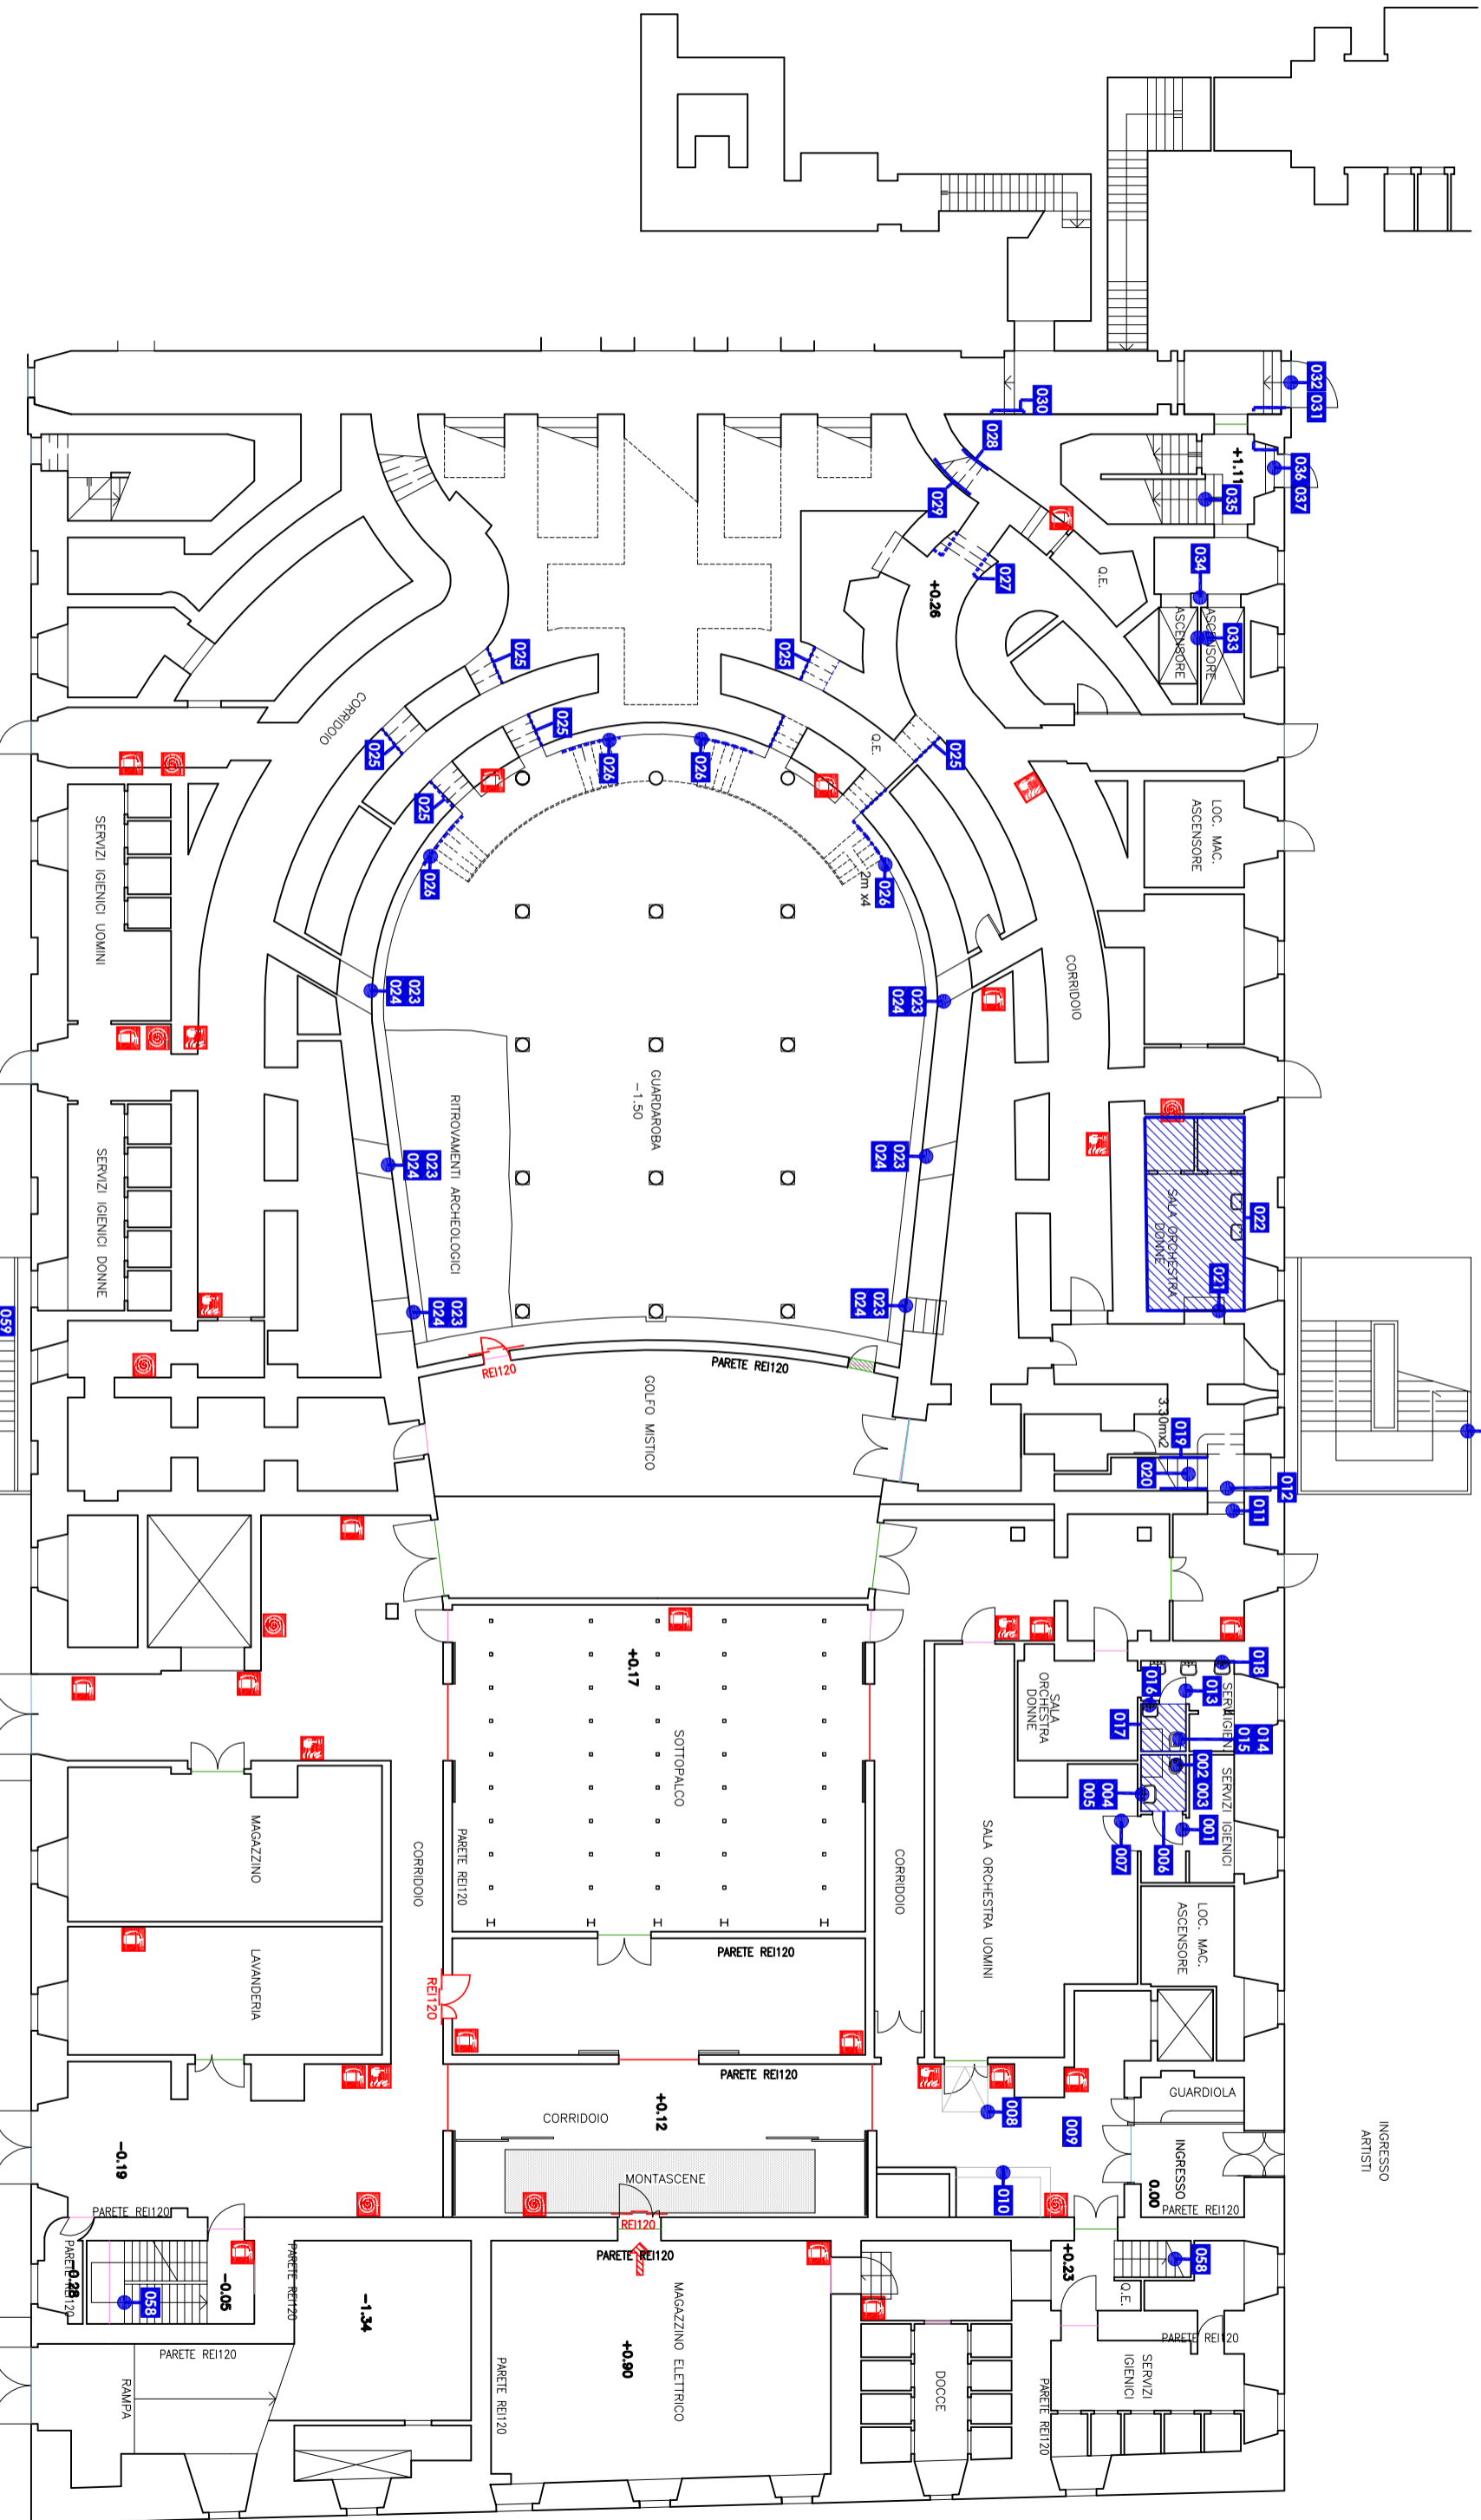 032 031
030
028
+1.11
036 037
035
029
034
027
Q.E.
+0.26
ASCENSORE
ASCENSORE
033
025
025
CORRIDOIO
025
025
026
026
Q.E.
025
025
026
026
2m x4
LOC. MAC.
ASCENSORE
SERVIZI IGIENICI UOMINI
CORRIDOIO
023
024
023
024
GUARDAROBA
-1.50
RITROVAMENTI ARCHEOLOGICI
023
024
023
024
SALA ORCHESTRA
DONNE
022
021
SERVIZI IGIENICI DONNE
023
024
023
024
059
REI120
PARETE REI120
GOLFO MISTICO
3.30mx2
019
020
012
011
+0.17
SOTTOPALCO
SALA
ORCHESTRA
DONNE
018
013
016
017
SERV.IGIEN.
014
015
002 003
004
005
SERVIZI IGIENICI
001
006
007
MAGAZZINO
CORRIDOIO
PARETE REI120
CORRIDOIO
SALA ORCHESTRA UOMINI
LOC. MAC.
ASCENSORE
LAVANDERIA
REI120
PARETE REI120
PARETE REI120
GUARDIOLA
008
009
+0.12
CORRIDOIO
INGRESSO
ARTISTI
INGRESSO
0.00
-0.19
MONTASCENE
010
PARETE REI120
PARETE REI120
REI120
PARETE REI120
PARETE REI120
-0.28
-0.05
058
PARETE REI120
+0.23
058
Q.E.
-1.34
MAGAZZINO ELETTRICO
+0.90
PARETE REI120
PARETE REI120
RAMPA
PARETE REI120
DOCCE
PARETE REI120
SERVIZI
IGIENICI